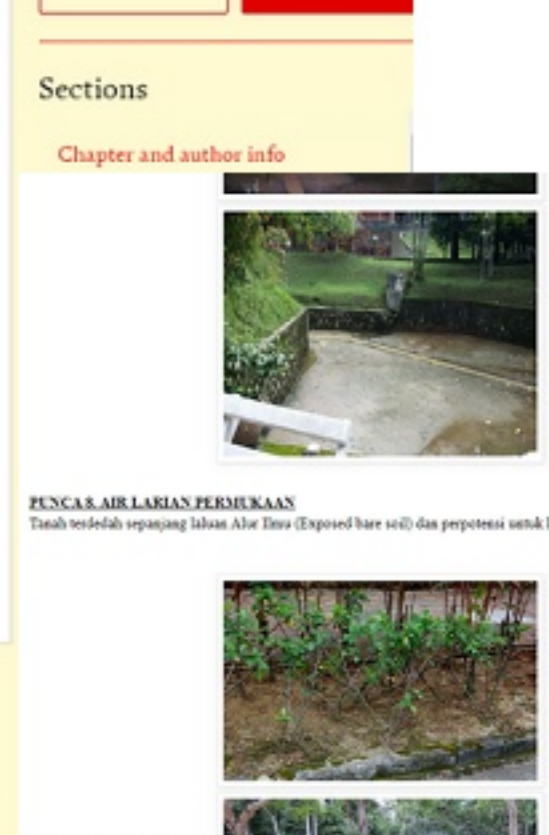 Sections
Chapter and author info
PUNCA 8. AIR LARIAN PERMUKAAN
Tanah terdedah sepanjang laluan Alur Ilmu (Exposed bare soil) dan perpotensi untuk